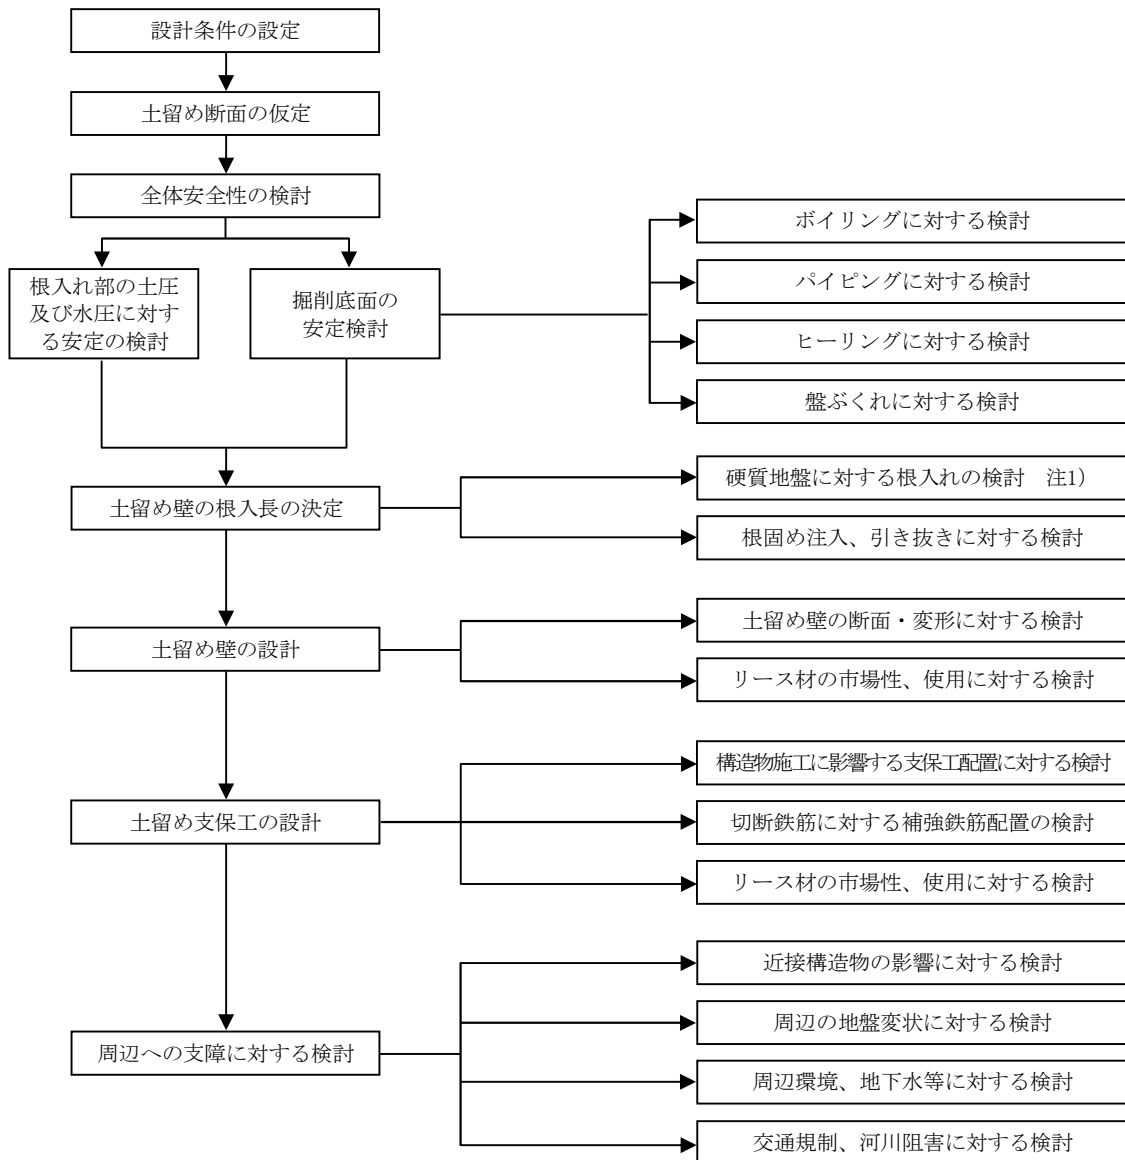 設計条件の設定
土留め断面の仮定
全体安全性の検討
根入れ部の土圧
及び水圧に対す
る安定の検討
掘削底面の
安定検討
ボイリングに対する検討
パイピングに対する検討
ヒーリングに対する検討
盤ぶくれに対する検討
土留め壁の根入長の決定
硬質地盤に対する根入れの検討　注1）
根固め注入、引き抜きに対する検討
土留め壁の設計
土留め壁の断面・変形に対する検討
リース材の市場性、使用に対する検討
土留め支保工の設計
構造物施工に影響する支保工配置に対する検討
切断鉄筋に対する補強鉄筋配置の検討
リース材の市場性、使用に対する検討
周辺への支障に対する検討
近接構造物の影響に対する検討
周辺の地盤変状に対する検討
周辺環境、地下水等に対する検討
交通規制、河川阻害に対する検討